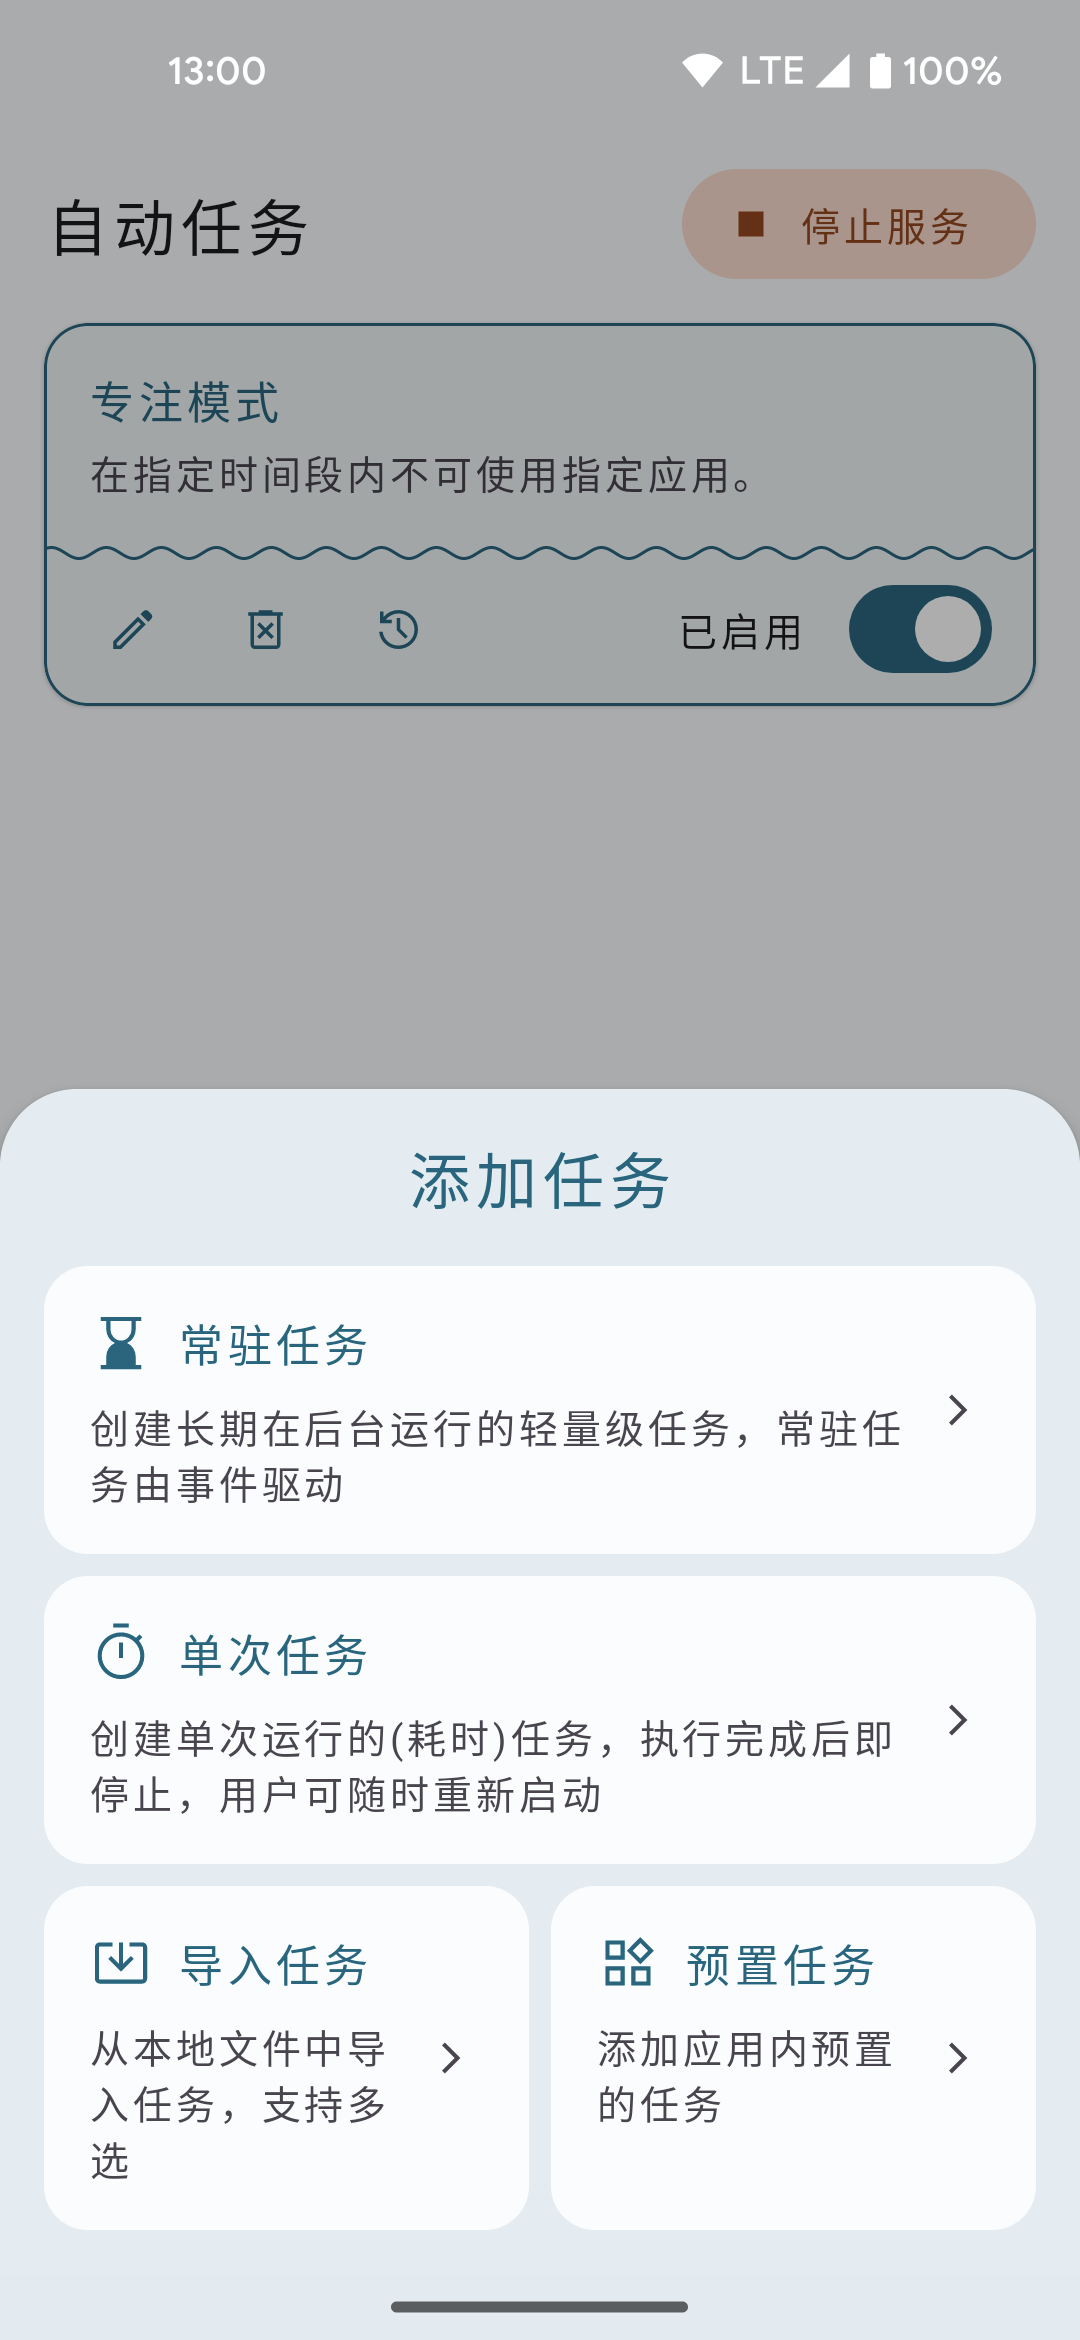 13:00
LTE
100%
自动任务
停止服务
专注模式
在指定时间段内不可使用指定应用。
已启用
添加任务
常驻任务
创建长期在后台运行的轻量级任务，常驻任
务由事件驱动
单次任务
创建单次运行的(耗时)任务，执行完成后即
停止，用户可随时重新启动
导入任务
从本地文件中导
入任务，支持多
选
预置任务
添加应用内预置
的任务